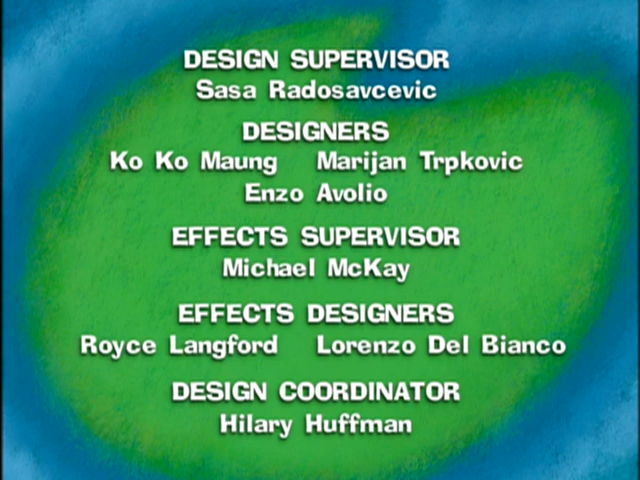 DESIGN SUPERVISOR
Sasa Radosavcevic
DESIGNERS
Ko Ko Maung Marijan Trpkovic
Enzo Avolio
EFFECTS SUPERVISOR
Michael McKay
EFFECTS DESIGNERS
Royce Langford Lorenzo Del Bianco
DESIGN COORDINATOR
Hilary Huffman